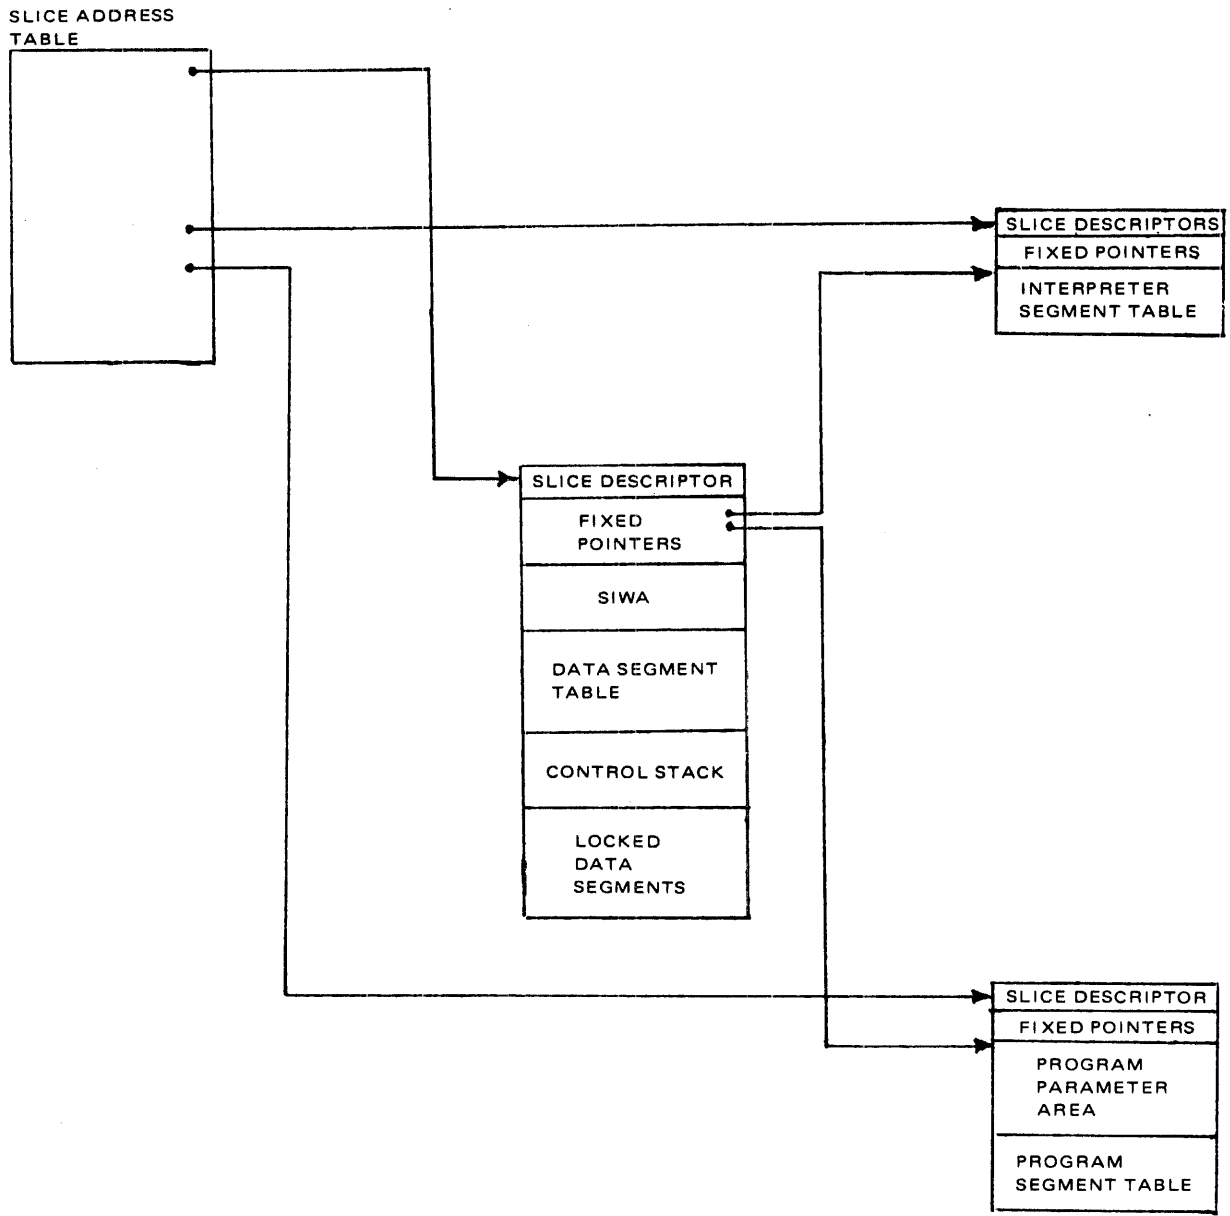 SLICE ADDRESS
TABLE
SLICE DESCRIPTORS
FIXED POINTERS
INTERPRETER
SEGMENT TABLE
SLICE DESCRIPTOR
FIXED
POINTERS
SIWA
DATA SEGMENT
TABLE
CONTROL STACK
LOCKED
DATA
SEGMENTS
SLICE DESCRIPTOR
FIXED POINTERS
PROGRAM
PARAMETER
AREA
PROGRAM
SEGMENT TABLE